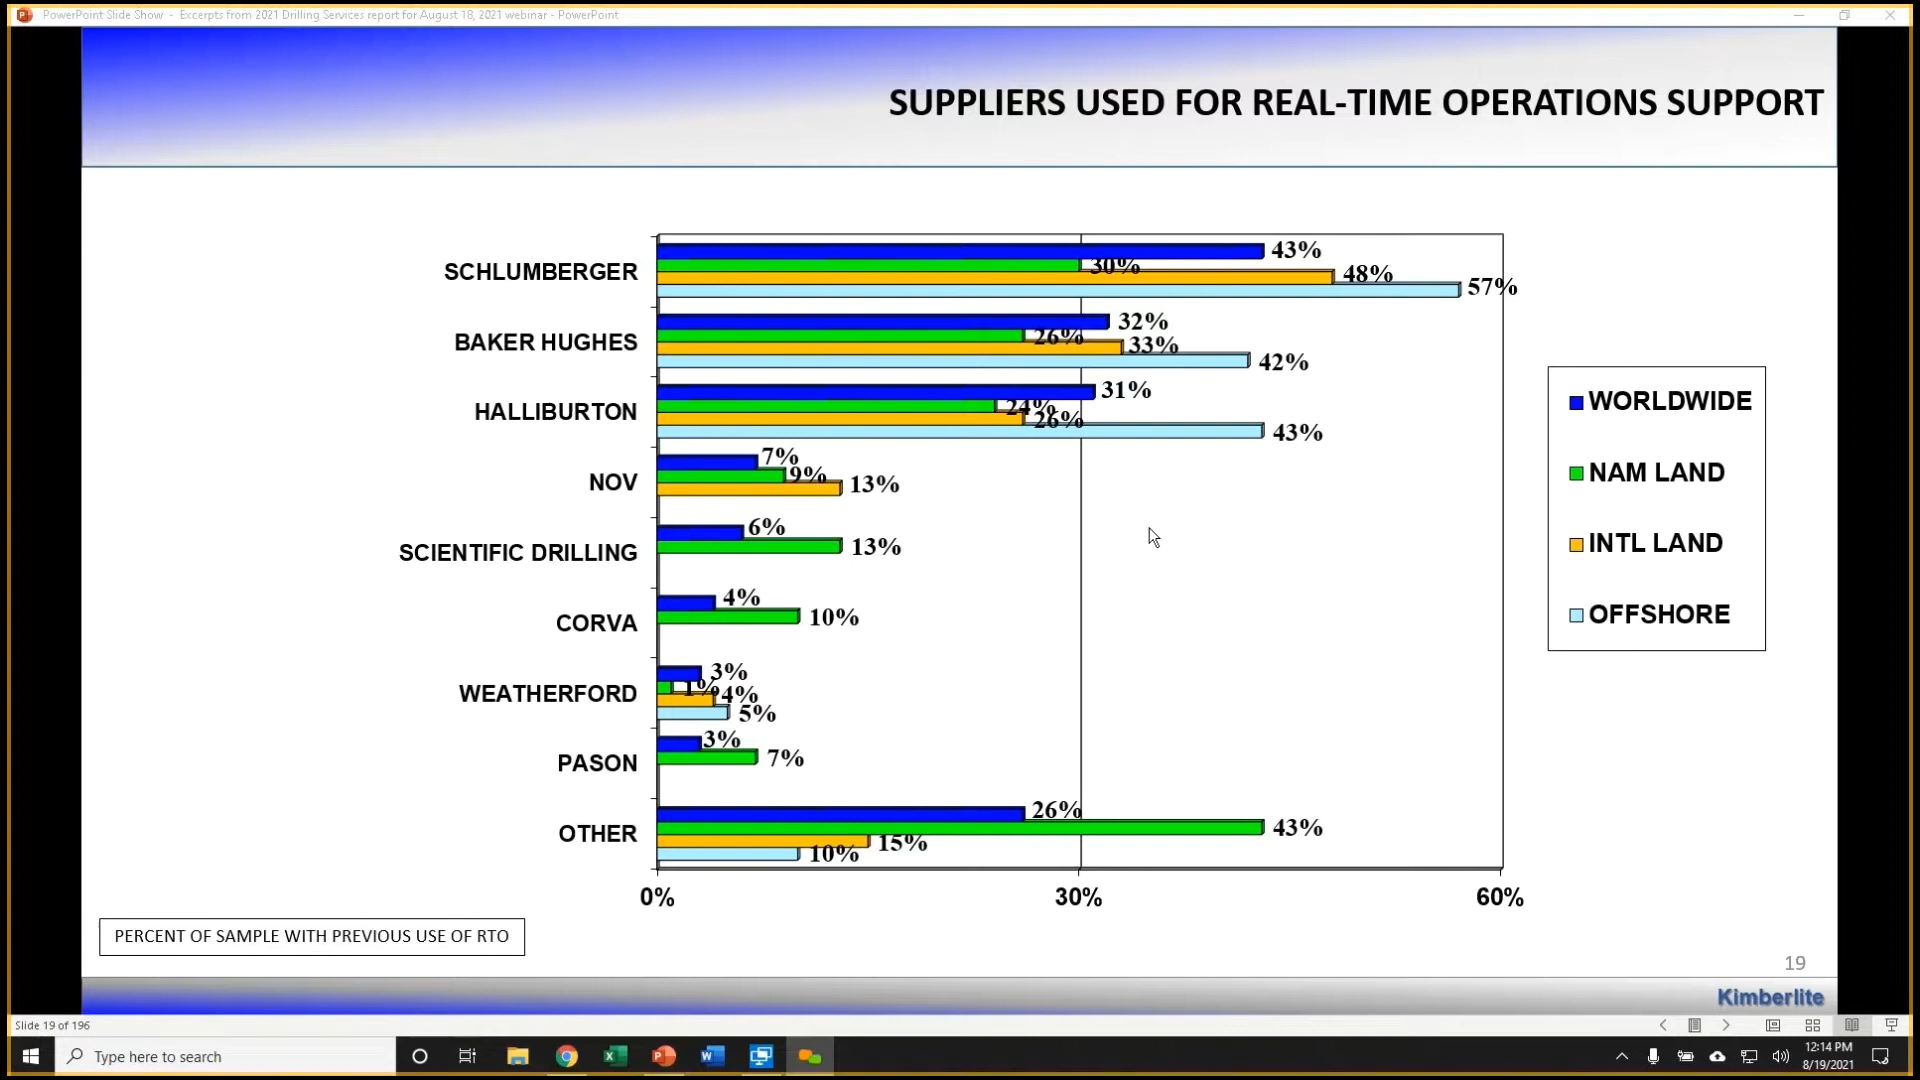 PowerPoint Slide Show - Excerpts from 2021 Drilling Services report for August 18, 2021 webinar - PowerPoint
SUPPLIERS USED FOR REAL-TIME OPERATIONS SUPPORT
SCHLUMBERGER
43%
30%
48%
57%
BAKER HUGHES
32%
26%
33%
42%
HALLIBURTON
31%
24%
26%
43%
NOV
7%
9%
13%
SCIENTIFIC DRILLING
6%
13%
CORVA
4%
10%
WEATHERFORD
3%
1%
4%
5%
PASON
3%
7%
OTHER
26%
43%
15%
10%
0%
30%
60%
WORLDWIDE
NAM LAND
INTL LAND
OFFSHORE
PERCENT OF SAMPLE WITH PREVIOUS USE OF RTO
19
Kimberlite
Slide 19 of 196
Type here to search
12:14 PM
8/19/2021